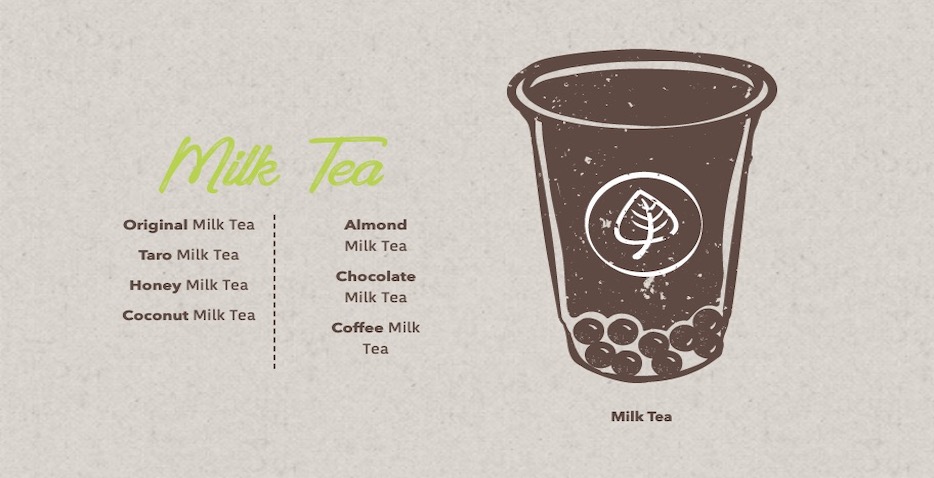 Milk Tea
Original Milk Tea
Taro Milk Tea
Honey Milk Tea
Coconut Milk Tea
Almond
Milk Tea
Chocolate
Milk Tea
Coffee Milk
Tea
Milk Tea